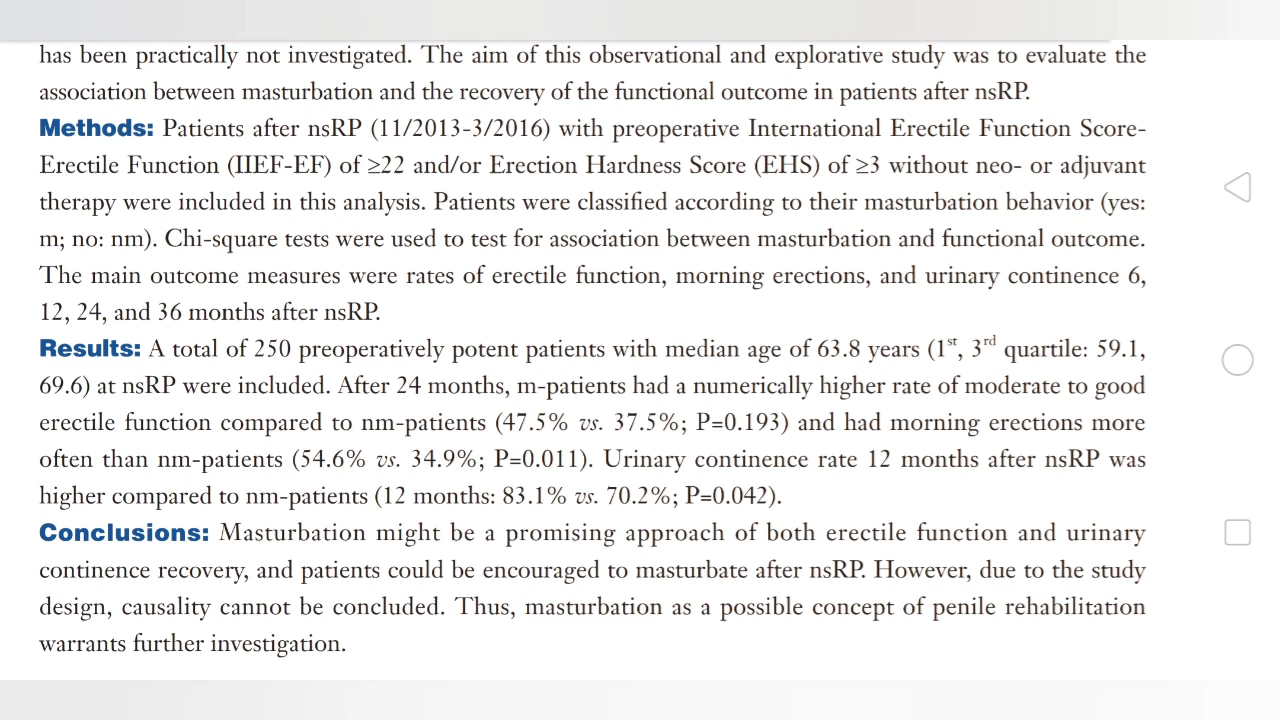 has been practically not investigated. The aim of this observational and explorative study was to evaluate the
association between masturbation and the recovery of the functional outcome in patients after nsRP.
Methods: Patients after nsRP (11/2013-3/2016) with preoperative International Erectile Function Score-
Erectile Function (IIEF-EF) of ≥22 and/or Erection Hardness Score (EHS) of ≥3 without neo- or adjuvant
therapy were included in this analysis. Patients were classified according to their masturbation behavior (yes:
m; no: nm). Chi-square tests were used to test for association between masturbation and functional outcome.
The main outcome measures were rates of erectile function, morning erections, and urinary continence 6,
12, 24, and 36 months after nsRP.
Results: A total of 250 preoperatively potent patients with median age of 63.8 years (1st, 3rd quartile: 59.1,
69.6) at nsRP were included. After 24 months, m-patients had a numerically higher rate of moderate to good
erectile function compared to nm-patients (47.5% vs. 37.5%; P=0.193) and had morning erections more
often than nm-patients (54.6% vs. 34.9%; P=0.011). Urinary continence rate 12 months after nsRP was
higher compared to nm-patients (12 months: 83.1% vs. 70.2%; P=0.042).
Conclusions: Masturbation might be a promising approach of both erectile function and urinary
continence recovery, and patients could be encouraged to masturbate after nsRP. However, due to the study
design, causality cannot be concluded. Thus, masturbation as a possible concept of penile rehabilitation
warrants further investigation.